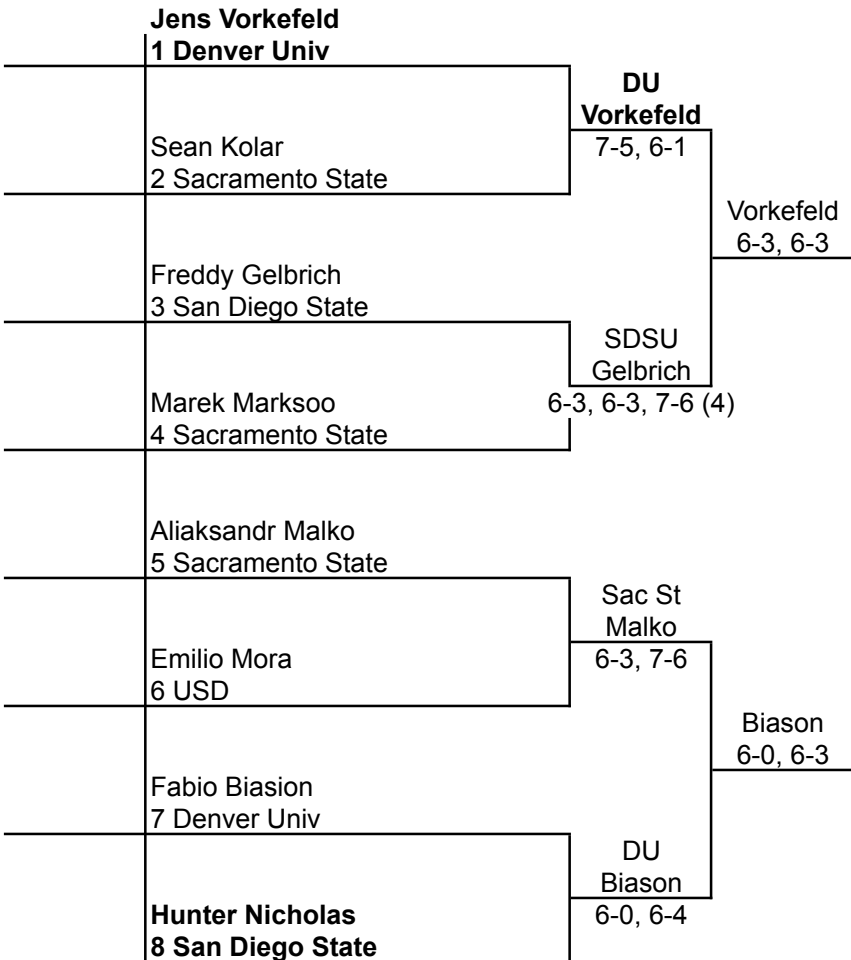 Jens Vorkefeld
1 Denver Univ
DU
Vorkefeld
7-5, 6-1
Sean Kolar
2 Sacramento State
Vorkefeld
6-3, 6-3
Freddy Gelbrich
3 San Diego State
SDSU
Gelbrich
6-3, 6-3, 7-6 (4)
Marek Marksoo
4 Sacramento State
Aliaksandr Malko
5 Sacramento State
Sac St
Malko
6-3, 7-6
Emilio Mora
6 USD
Biason
6-0, 6-3
Fabio Biasion
7 Denver Univ
DU
Biason
6-0, 6-4
Hunter Nicholas
8 San Diego State